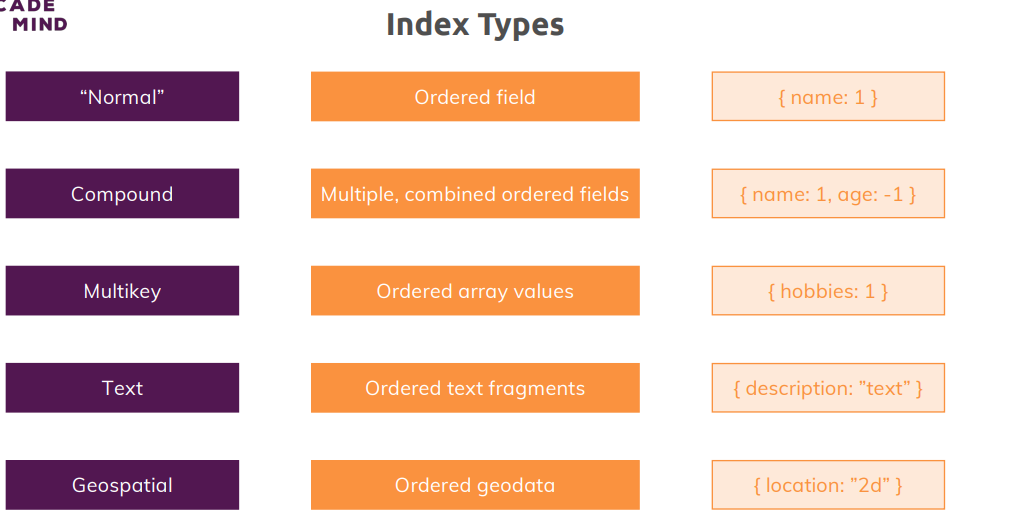 CADE
MIND
Index Types
“Normal” Ordered field { name: 1 }
Compound Multiple, combined ordered fields { name: 1, age: -1 }
Multikey Ordered array values { hobbies: 1 }
Text Ordered text fragments { description: ”text” }
Geospatial Ordered geodata { location: ”2d” }